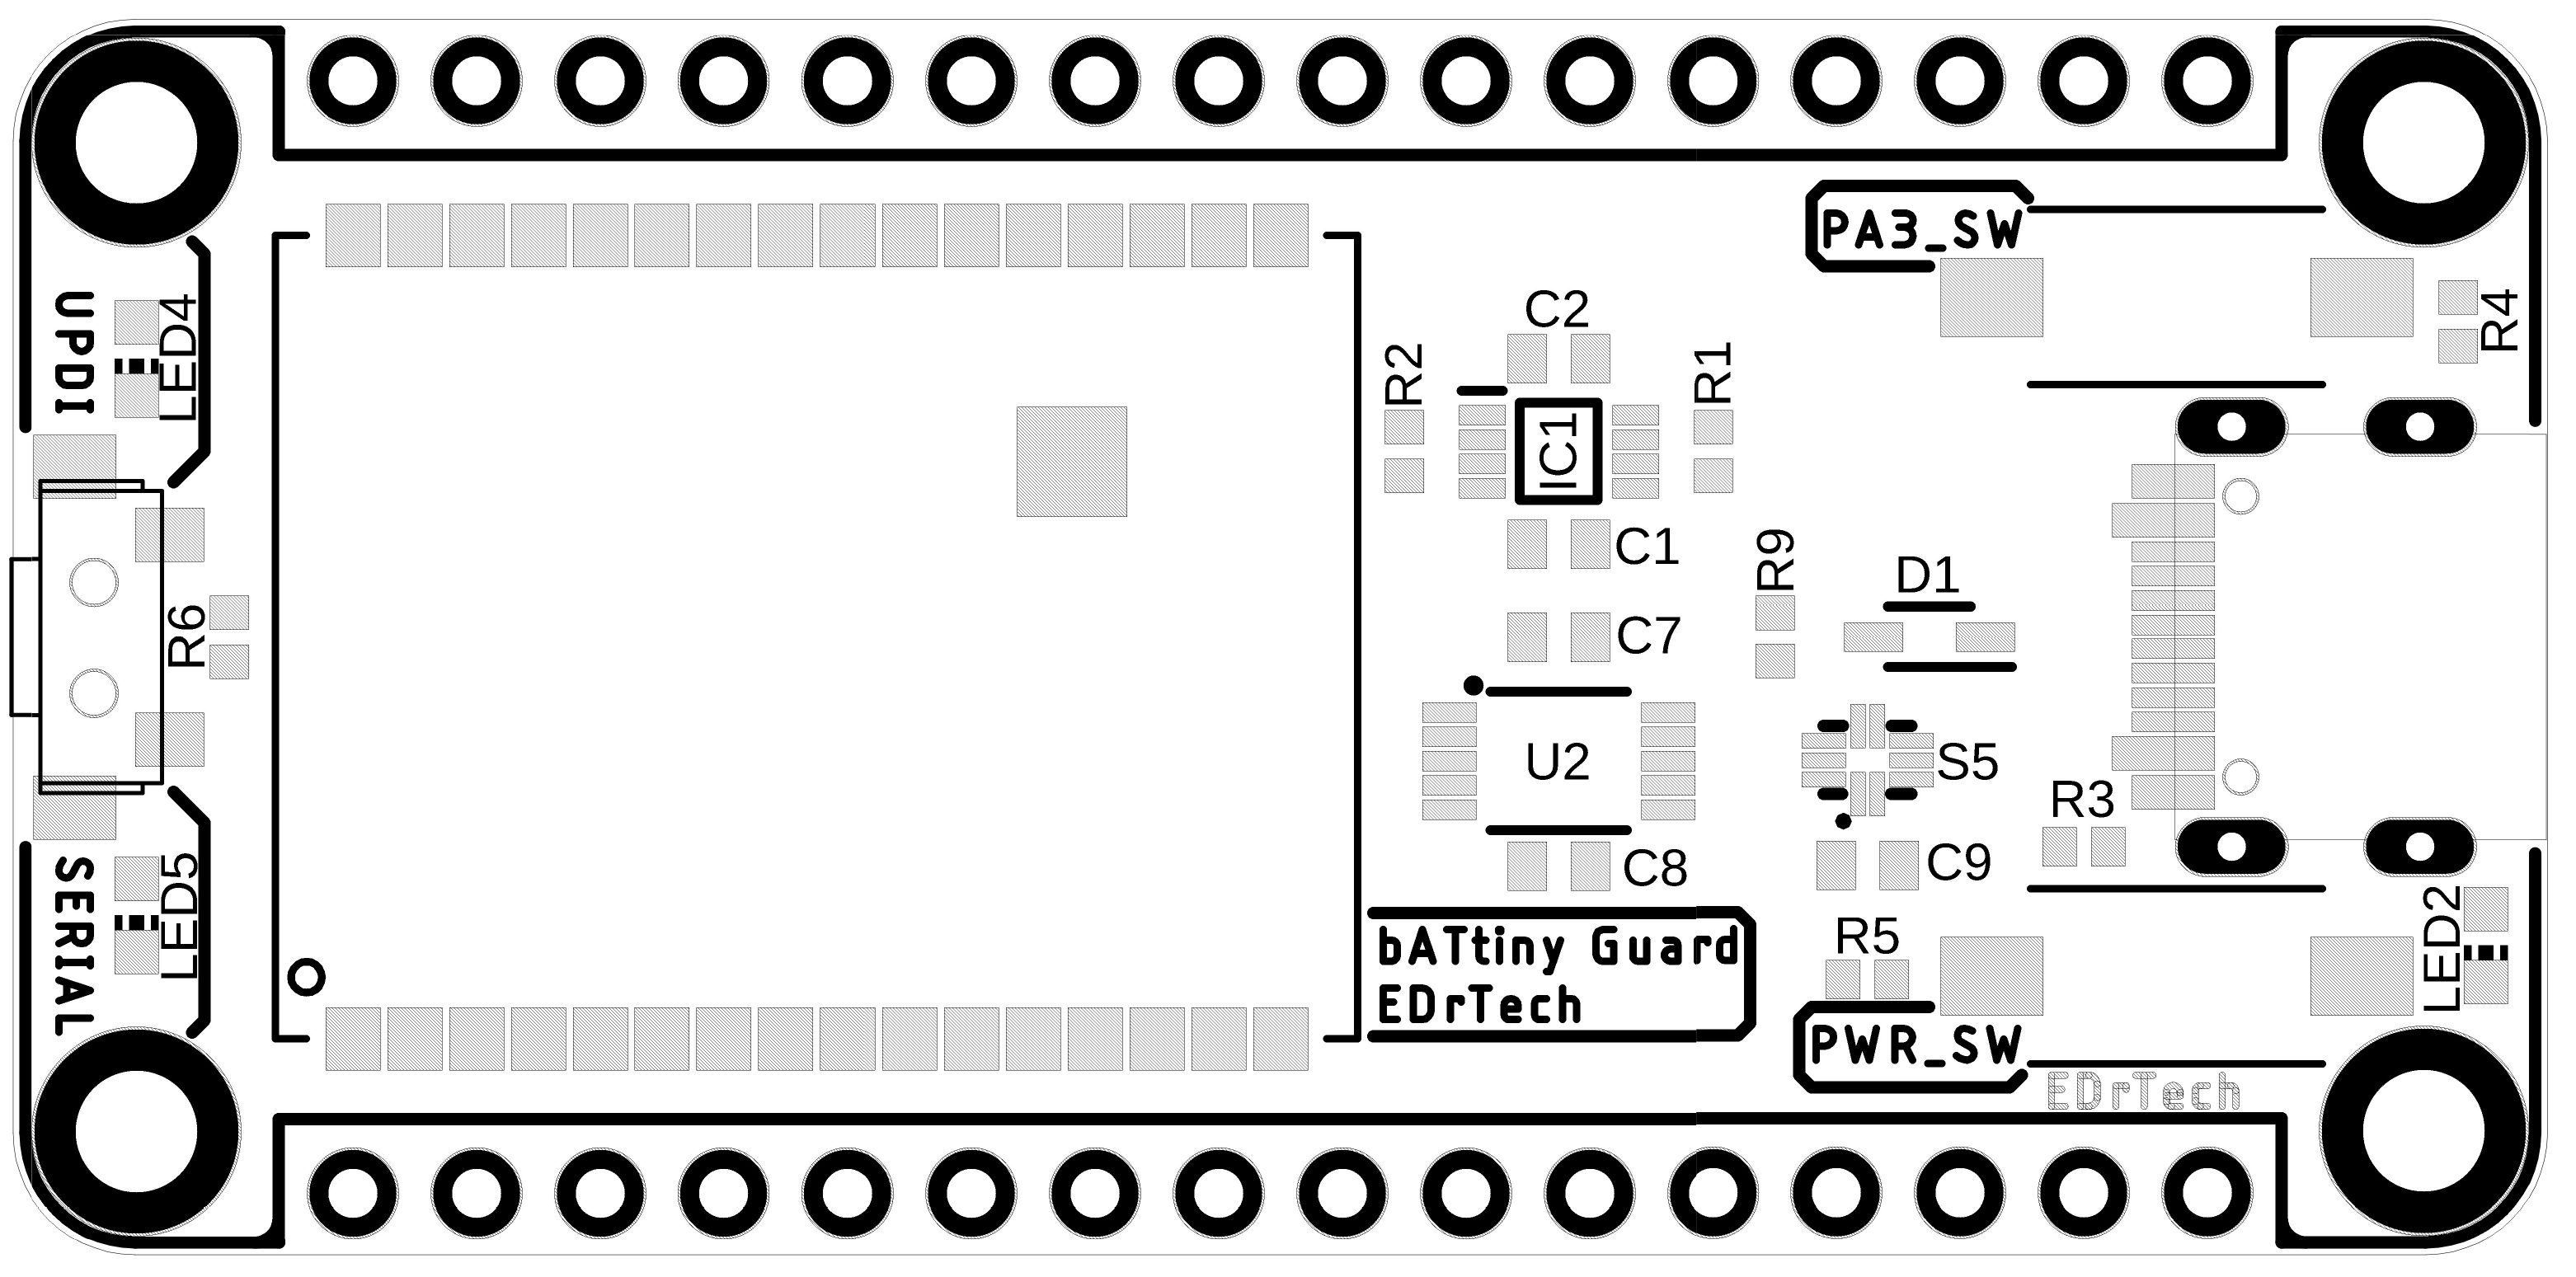 PA3_SW
UPDI
LED4
R4
C2
R2
R1
IC1
C1
R9
D1
R6
C7
U2
S5
R3
SERIAL
LED5
C8
C9
LED2
R5
bATtiny Guard
EDrTech
PWR_SW
EDrTech